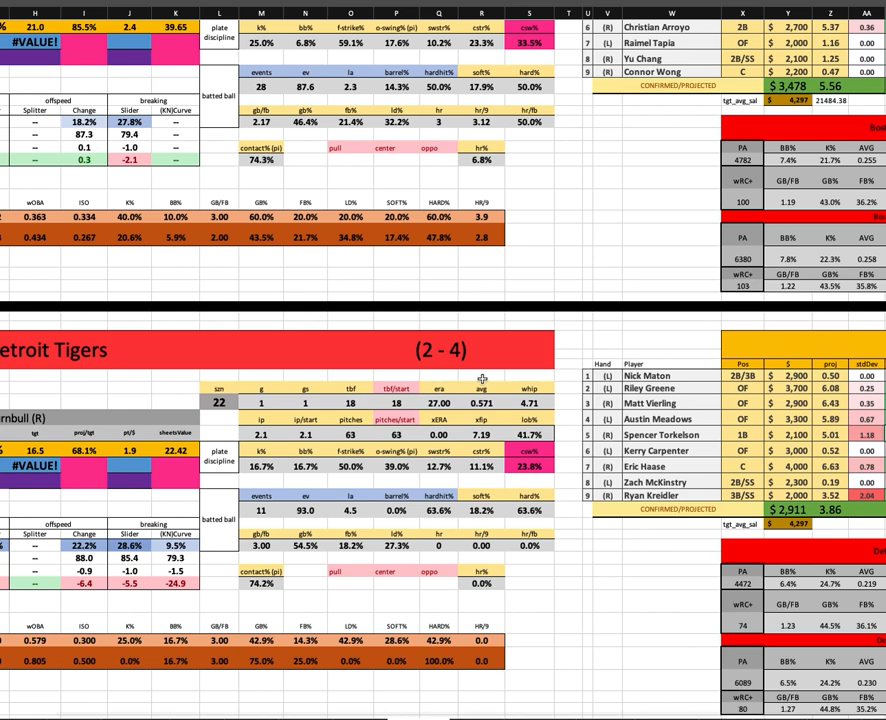 H I J K L M N O P Q R S T U V W X Y Z AA
% 21.0 85.5% 2.4 39.65 plate discipline k% bb% f-strike% o-swing% (pi) swstr% cstr% csw% 6 (R) Christian Arroyo 2B $ 2,700 5.37 0.36
#VALUE! 25.0% 6.8% 59.1% 17.6% 10.2% 23.3% 33.5% 7 (L) Raimel Tapia OF $ 2,000 1.16 0.00
8 (R) Yu Chang 2B/SS $ 2,100 1.25 0.00
batted ball events ev la barrel% hardhit% soft% hard% 9 (R) Connor Wong C $ 2,200 0.47 0.00
28 87.6 2.3 14.3% 50.0% 17.9% 50.0% CONFIRMED/PROJECTED $ 3,478 5.56
offspeed breaking tgt_avg_sal $ 4,297 21484.38
Splitter Change Slider (KN)Curve gb/fb gb% fb% ld% hr hr/9 hr/fb
-- 18.2% 27.8% -- 2.17 46.4% 21.4% 32.2% 3 3.12 50.0%
-- 87.3 79.4 --
-- 0.1 -1.0 -- contact% (pi) pull center oppo hr% PA BB% K% AVG
-- 0.3 -2.1 -- 74.3% 6.8% 4782 7.4% 21.7% 0.255
wRC+ GB/FB GB% FB%
wOBA ISO K% BB% GB/FB GB% FB% LD% SOFT% HARD% HR/9 100 1.19 43.0% 36.2%
0.363 0.334 40.0% 10.0% 3.00 60.0% 20.0% 20.0% 20.0% 60.0% 3.9
0.434 0.267 20.6% 5.9% 2.00 43.5% 21.7% 34.8% 17.4% 47.8% 2.8 PA BB% K% AVG
6380 7.8% 22.3% 0.258
wRC+ GB/FB GB% FB%
103 1.22 43.5% 35.8%
etroit Tigers (2 - 4)
Hand Player Pos $ proj stdDev
1 (L) Nick Maton 2B/3B $ 2,900 0.50 0.00
szn g gs tbf tbf/start era avg whip 2 (L) Riley Greene OF $ 3,700 6.08 0.25
22 1 1 18 18 27.00 0.571 4.71 3 (R) Matt Vierling OF $ 2,900 6.43 0.35
rnbull (R) ip ip/start pitches pitches/start xERA xfip lob% 4 (L) Austin Meadows OF $ 3,300 5.89 0.67
tgt proj/tgt pt/$ sheetsValue 2.1 2.1 63 63 0.00 7.19 41.7% 5 (R) Spencer Torkelson 1B $ 2,100 5.01 1.18
% 16.5 68.1% 1.9 22.42 plate discipline k% bb% f-strike% o-swing% (pi) swstr% cstr% csw% 6 (L) Kerry Carpenter OF $ 3,000 0.52 0.00
#VALUE! 16.7% 16.7% 50.0% 39.0% 12.7% 11.1% 23.8% 7 (R) Eric Haase C $ 4,000 6.63 0.78
8 (L) Zach McKinstry 2B/SS $ 2,300 0.19 0.00
batted ball events ev la barrel% hardhit% soft% hard% 9 (R) Ryan Kreidler 3B/SS $ 2,000 3.52 2.04
11 93.0 4.5 0.0% 63.6% 18.2% 63.6% CONFIRMED/PROJECTED $ 2,911 3.86
offspeed breaking tgt_avg_sal $ 4,297
Splitter Change Slider (KN)Curve gb/fb gb% fb% ld% hr hr/9 hr/fb
% -- 22.2% 28.6% 9.5% 3.00 54.5% 18.2% 27.3% 0 0.00 0.0%
-- 88.0 85.4 79.3
-- -0.9 -1.0 -1.5 contact% (pi) pull center oppo hr% PA BB% K% AVG
-- -6.4 -5.5 -24.9 74.2% 0.0% 4472 6.4% 24.7% 0.219
wRC+ GB/FB GB% FB%
wOBA ISO K% BB% GB/FB GB% FB% LD% SOFT% HARD% HR/9 74 1.23 44.5% 36.1%
0.579 0.300 25.0% 16.7% 3.00 42.9% 14.3% 42.9% 28.6% 42.9% 0.0
0.805 0.500 0.0% 16.7% 3.00 75.0% 25.0% 0.0% 0.0% 100.0% 0.0 PA BB% K% AVG
6089 6.5% 24.2% 0.230
wRC+ GB/FB GB% FB%
80 1.27 44.8% 35.2%